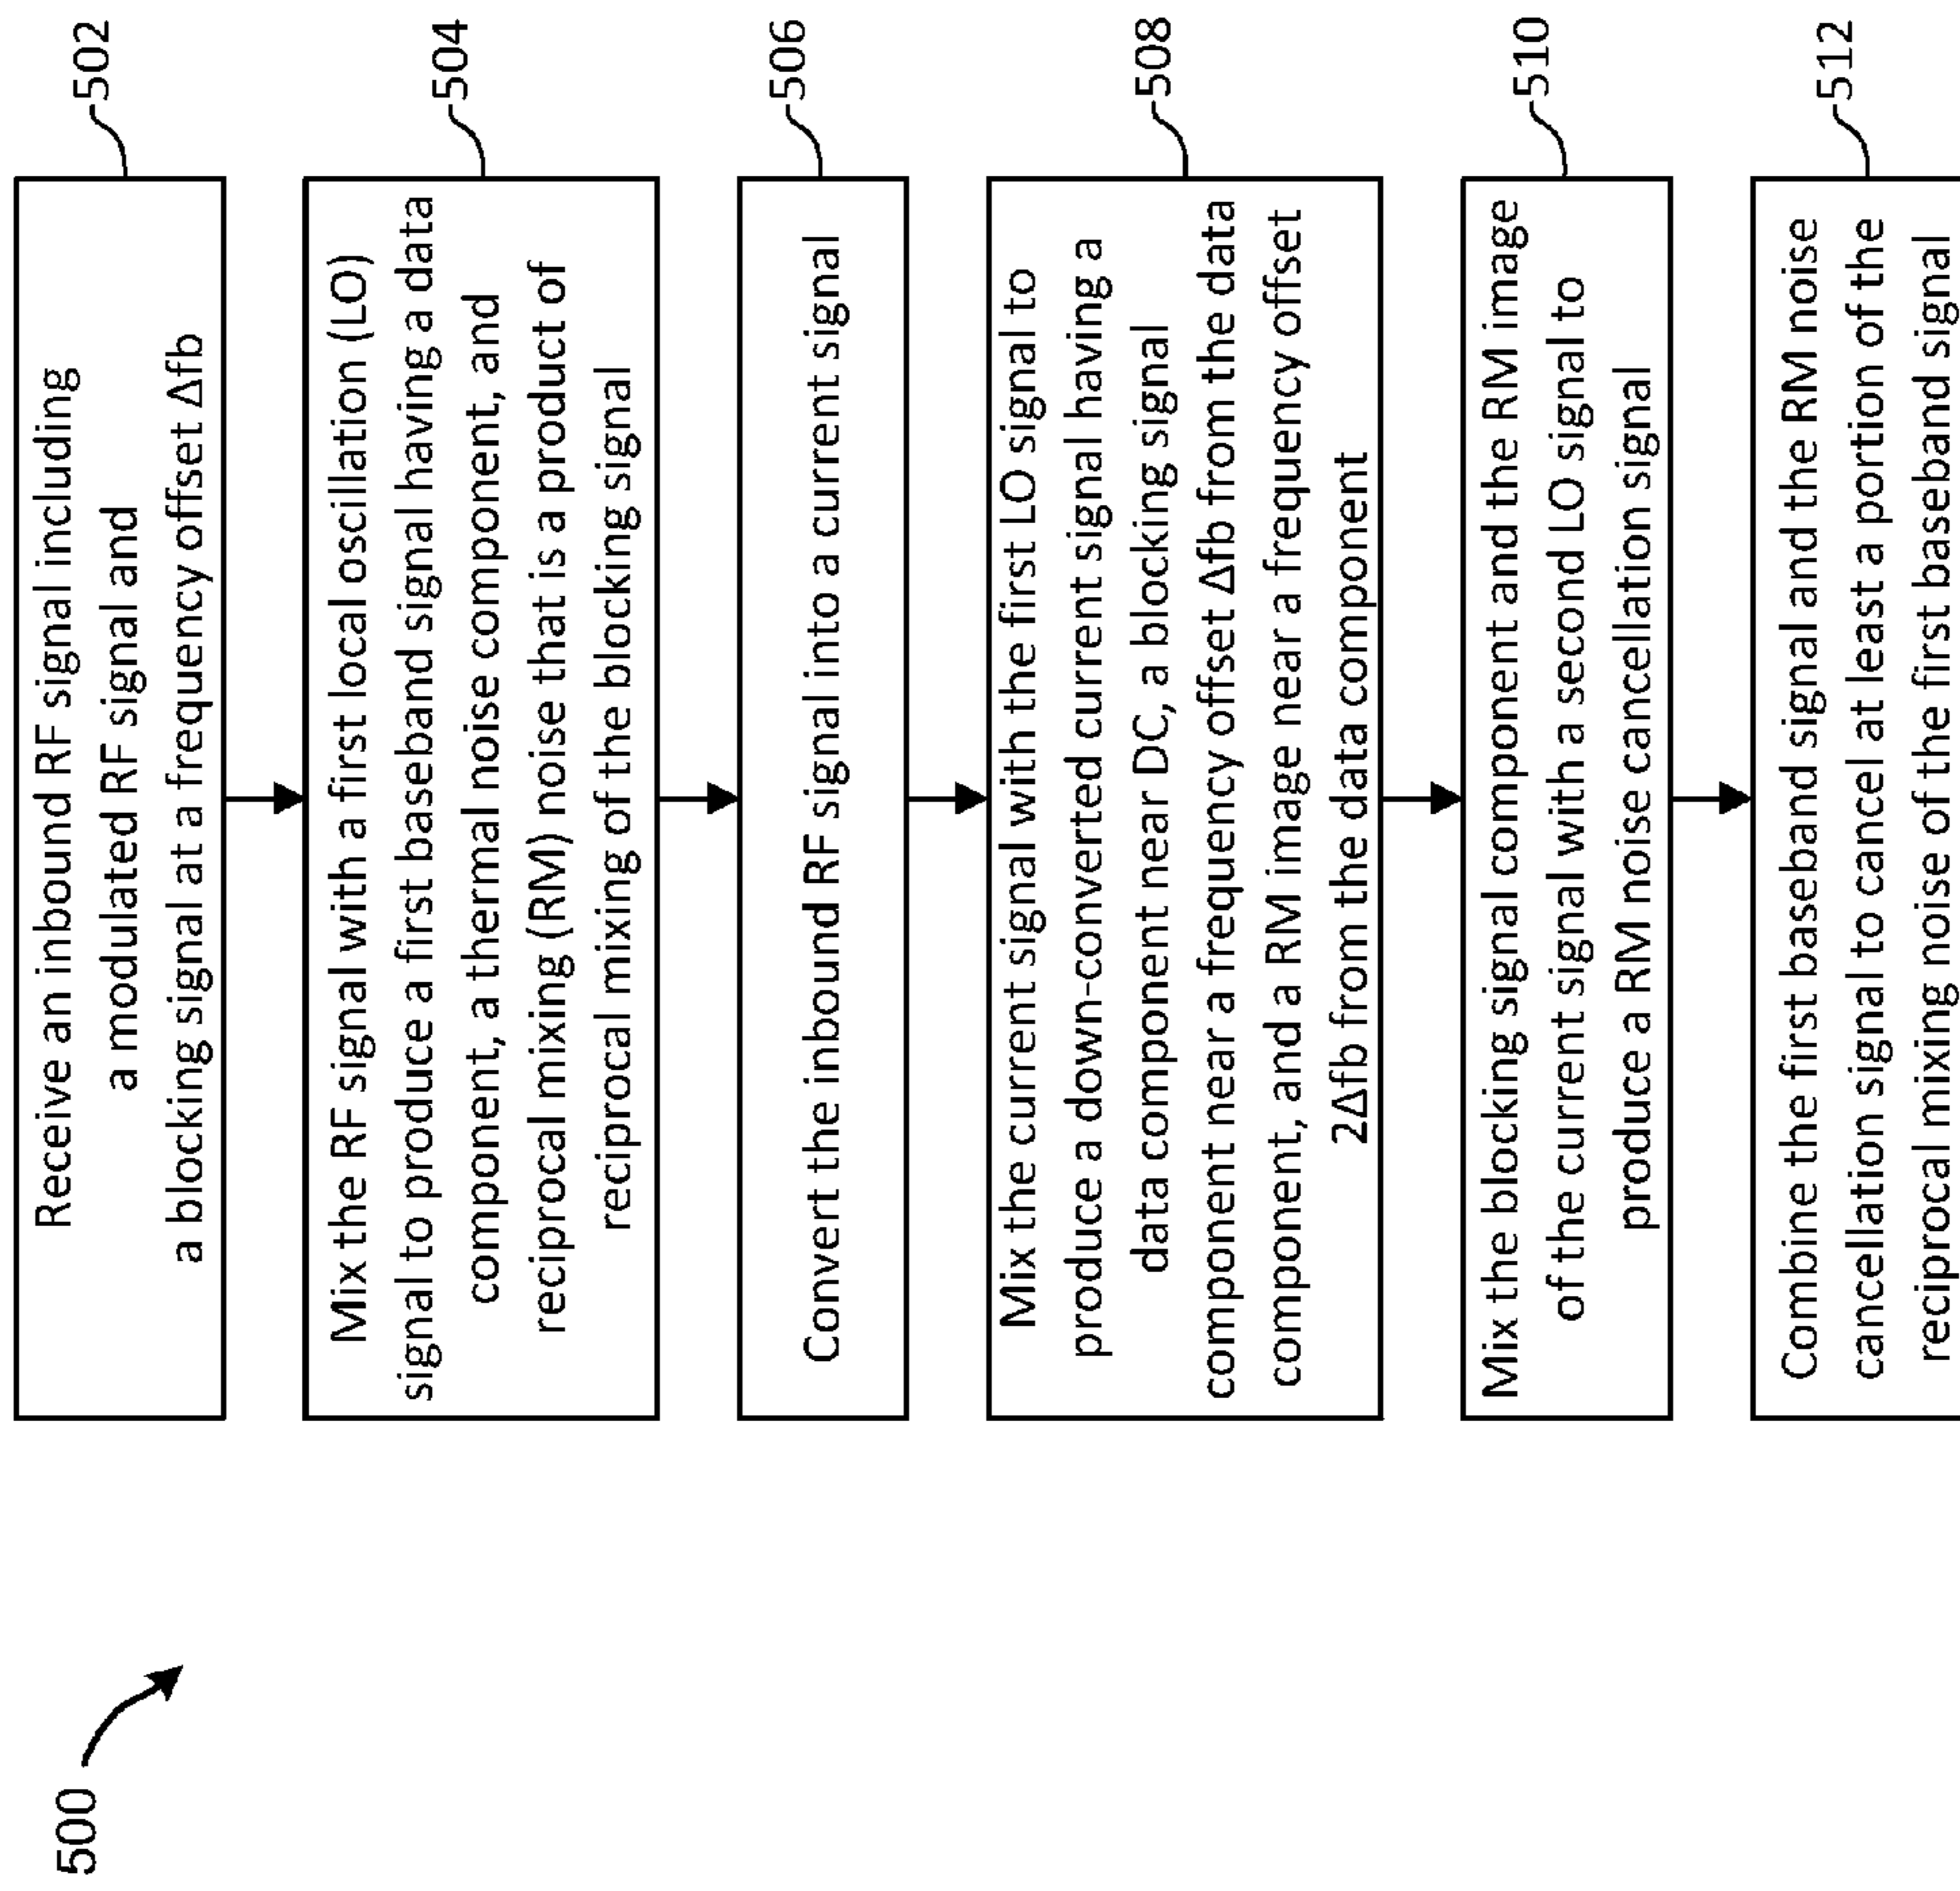 500
Receive an inbound RF signal including
a modulated RF signal and
a blocking signal at a frequency offset Δfb
502
Mix the RF signal with a first local oscillation (LO)
signal to produce a first baseband signal having a data
component, a thermal noise component, and
reciprocal mixing (RM) noise that is a product of
reciprocal mixing of the blocking signal
504
Convert the inbound RF signal into a current signal
506
Mix the current signal with the first LO signal to
produce a down-converted current signal having a
data component near DC, a blocking signal
component near a frequency offset Δfb from the data
component, and a RM image near a frequency offset
2Δfb from the data component
508
Mix the blocking signal component and the RM image
of the current signal with a second LO signal to
produce a RM noise cancellation signal
510
Combine the first baseband signal and the RM noise
cancellation signal to cancel at least a portion of the
reciprocal mixing noise of the first baseband signal
512